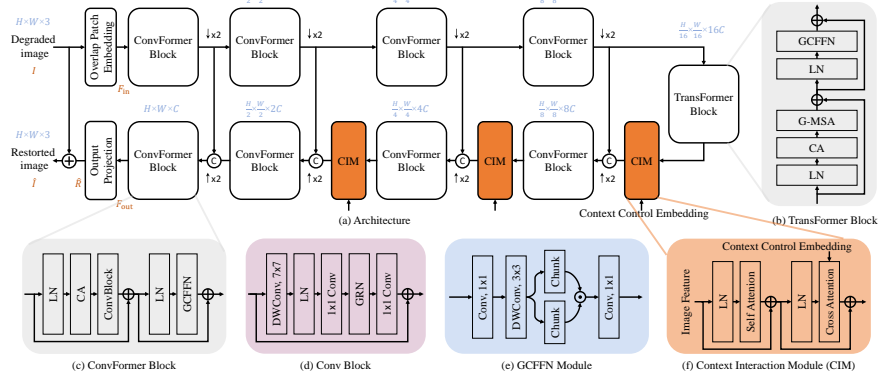 H×W×3
Degraded image
I
Overlap Patch Embedding
F_in
ConvFormer Block
↓x2
ConvFormer Block
↓x2
ConvFormer Block
↓x2
ConvFormer Block
↓x2
H/16 × W/16 ×16C
TransFormer Block
H×W×3
Restorted image
Î
R̂
Output Projection
F_out
H×W×C
ConvFormer Block
C
↑x2
H/2 × W/2 ×2C
ConvFormer Block
C
↑x2
CIM
H/4 × W/4 ×4C
ConvFormer Block
C
↑x2
CIM
H/8 × W/8 ×8C
ConvFormer Block
C
↑x2
CIM
Context Control Embedding
(a) Architecture
GCFFN
LN
G-MSA
CA
LN
(b) TransFormer Block
LN
CA
ConvBlock
LN
GCFFN
(c) ConvFormer Block
DWConv, 7x7
LN
1x1 Conv
GRN
1x1 Conv
(d) Conv Block
Conv, 1x1
DWConv, 3x3
Chunk
Chunk
Conv, 1x1
(e) GCFFN Module
Context Control Embedding
Image Feature
LN
Self Attenion
LN
Cross Attention
(f) Context Interaction Module (CIM)